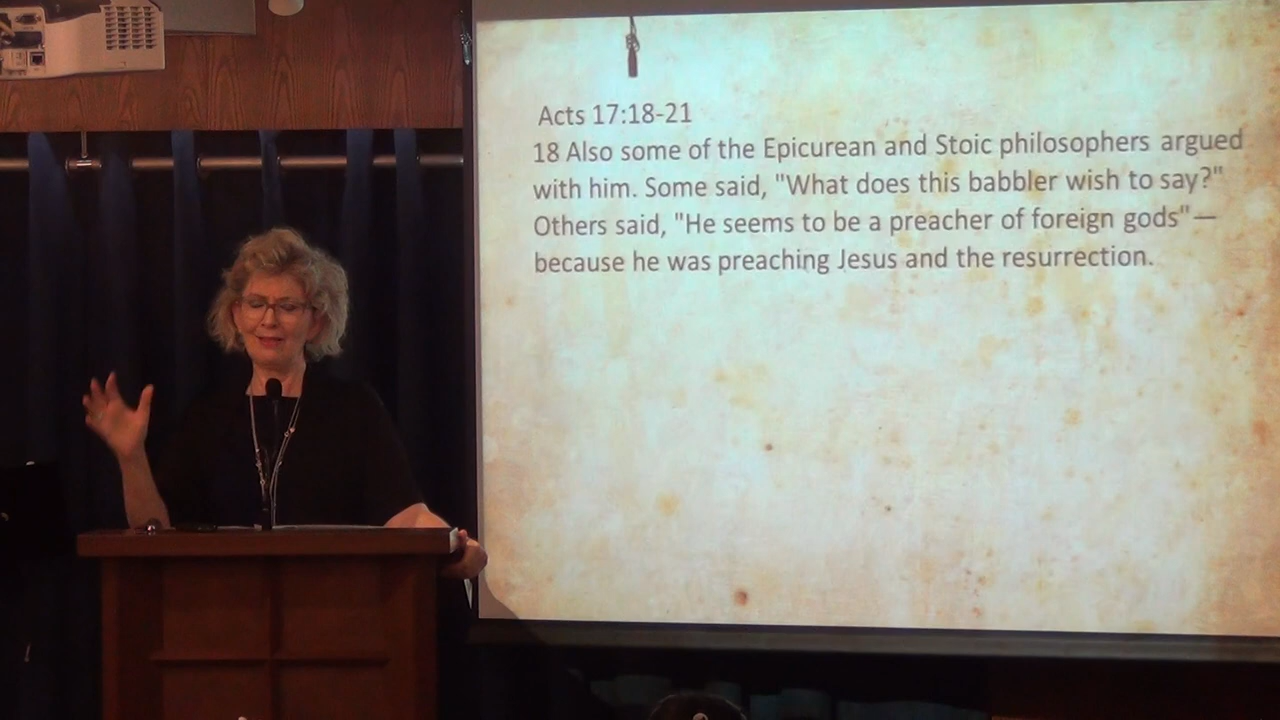 Acts 17:18-21
18 Also some of the Epicurean and Stoic philosophers argued
with him. Some said, "What does this babbler wish to say?"
Others said, "He seems to be a preacher of foreign gods"—
because he was preaching Jesus and the resurrection.